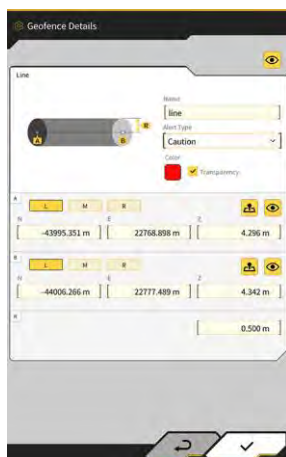 Geofence Details
Line
Name
line
Alert Type
Caution
Color
Transparency
R
A
B
A
L M R
N E Z
-43995.351 m 22768.898 m 4.296 m
B
L M R
N E Z
-44006.266 m 22777.489 m 4.342 m
R
0.500 m